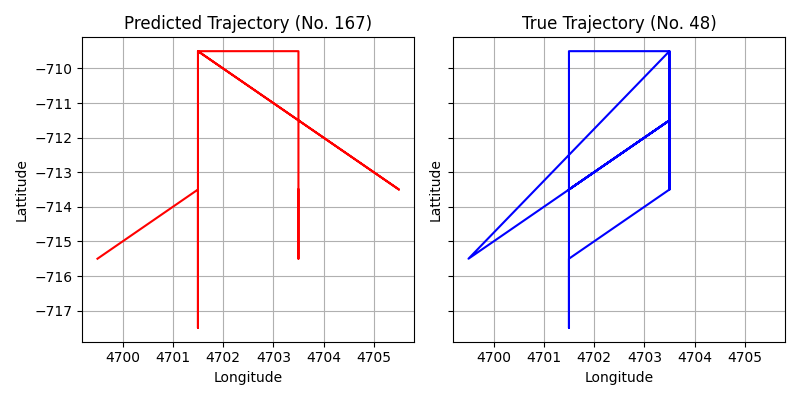 Predicted Trajectory (No. 167)
True Trajectory (No. 48)
Lattitude
−710
−711
−712
−713
−714
−715
−716
−717
4700 4701 4702 4703 4704 4705
Longitude
Lattitude
4700 4701 4702 4703 4704 4705
Longitude